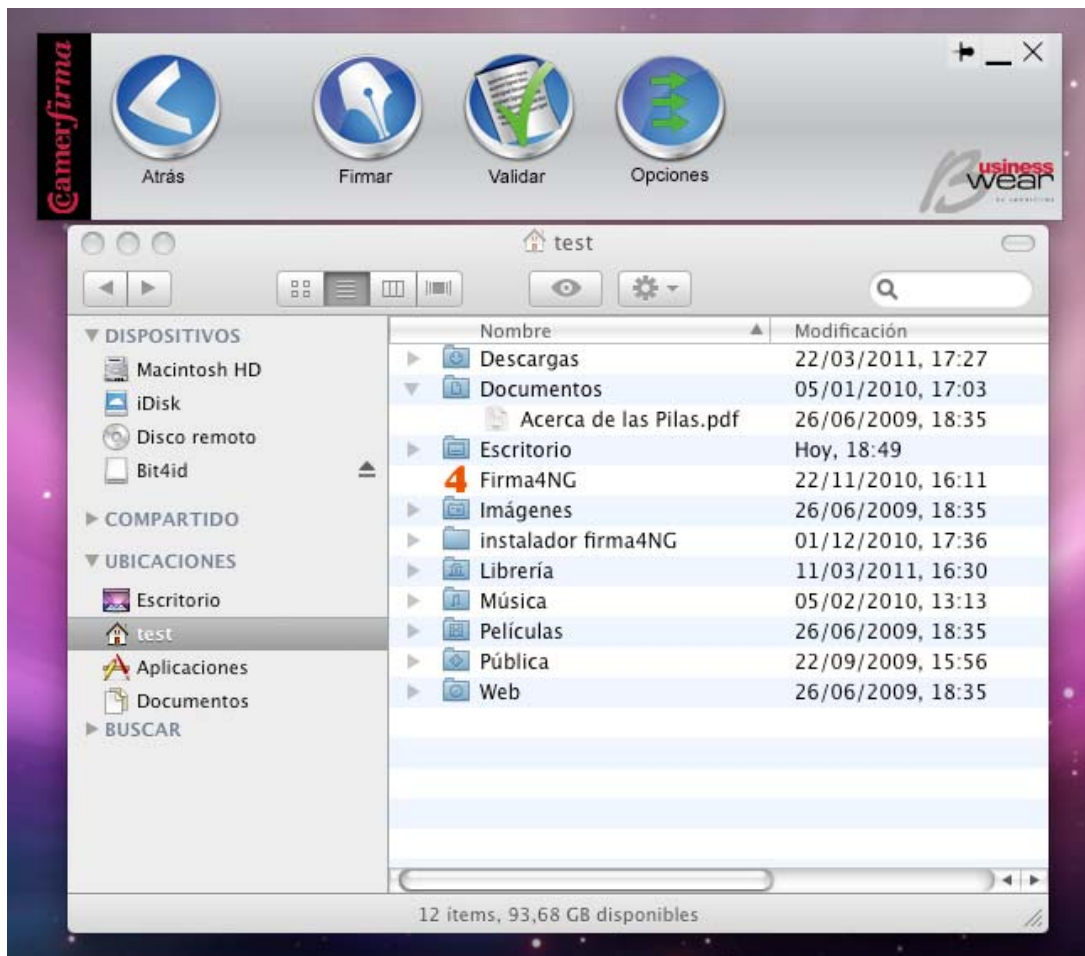 Camerfirma
Atrás
Firmar
Validar
Opciones
Business
Wear
test
DISPOSITIVOS
Macintosh HD
iDisk
Disco remoto
Bit4id
COMPARTIDO
UBICACIONES
Escritorio
test
Aplicaciones
Documentos
BUSCAR
Nombre Modificación
Descargas 22/03/2011, 17:27
Documentos 05/01/2010, 17:03
Acerca de las Pilas.pdf 26/06/2009, 18:35
Escritorio Hoy, 18:49
4 Firma4NG 22/11/2010, 16:11
Imágenes 26/06/2009, 18:35
instalador firma4NG 01/12/2010, 17:36
Librería 11/03/2011, 16:30
Música 05/02/2010, 13:13
Películas 26/06/2009, 18:35
Pública 22/09/2009, 15:56
Web 26/06/2009, 18:35
12 ítems, 93,68 GB disponibles